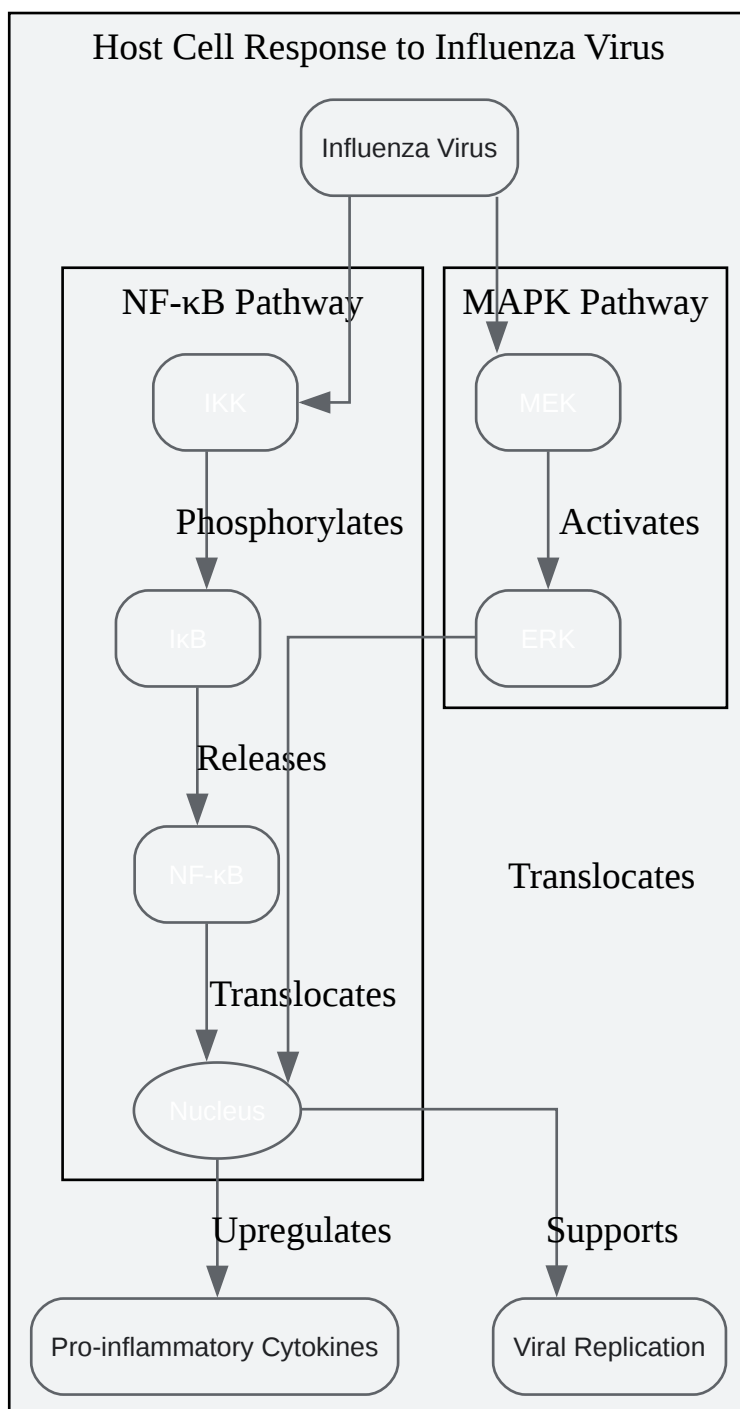 Host Cell Response to Influenza Virus
Influenza Virus
NF-κB Pathway
MAPK Pathway
IKK
MEK
Phosphorylates
Activates
IκB
ERK
Releases
NF-κB
Translocates
Translocates
Nucleus
Upregulates
Supports
Pro-inflammatory Cytokines
Viral Replication